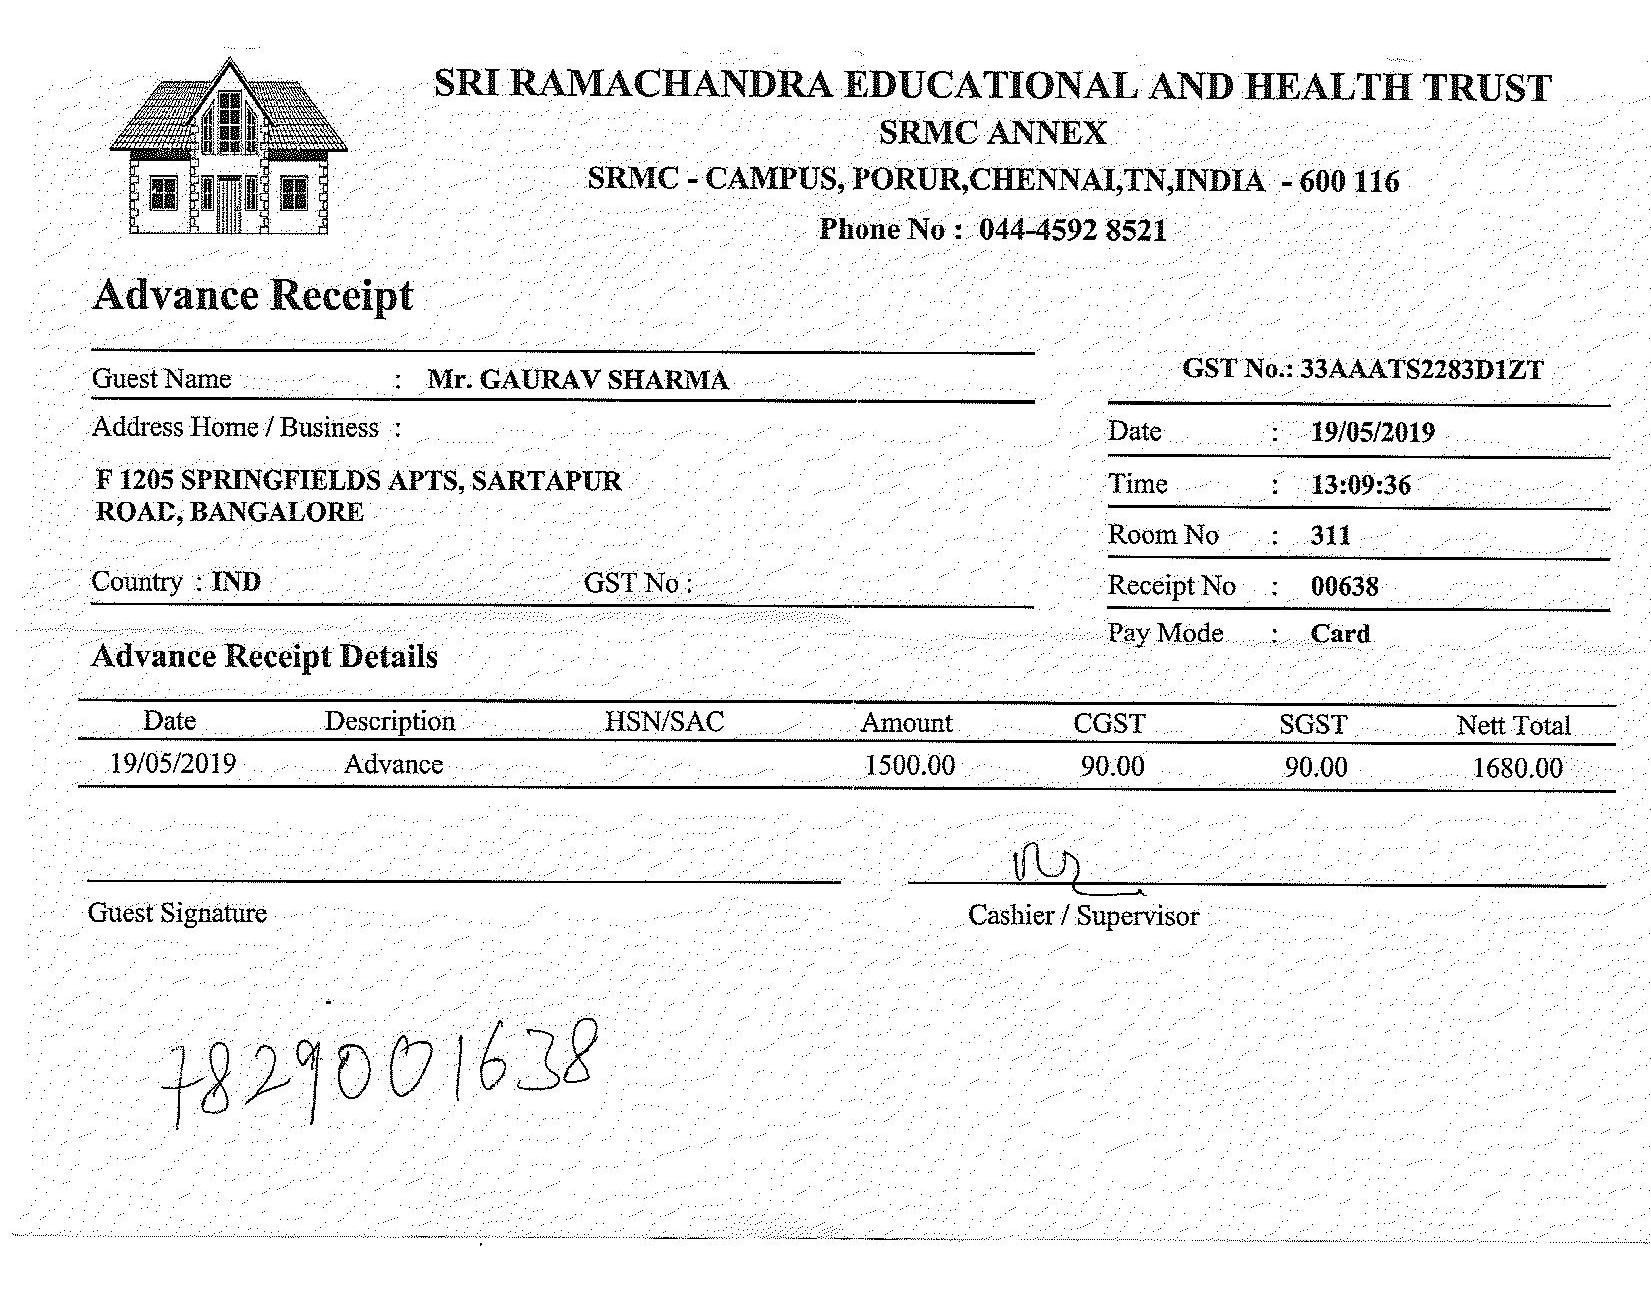 SRI RAMACHANDRA EDUCATIONAL AND HEALTH TRUST
SRMC ANNEX
SRMC - CAMPUS, PORUR,CHENNAI,TN,INDIA - 600 116
Phone No : 044-4592 8521
Advance Receipt
Guest Name : Mr. GAURAV SHARMA
Address Home / Business :
F 1205 SPRINGFIELDS APTS, SARTAPUR
ROAD, BANGALORE
Country : IND GST No :
GST No.: 33AAATS2283D1ZT
Date : 19/05/2019
Time : 13:09:36
Room No : 311
Receipt No : 00638
Pay Mode : Card
Advance Receipt Details
Date Description HSN/SAC Amount CGST SGST Nett Total
19/05/2019 Advance 1500.00 90.00 90.00 1680.00
Guest Signature Cashier / Supervisor
7829001638